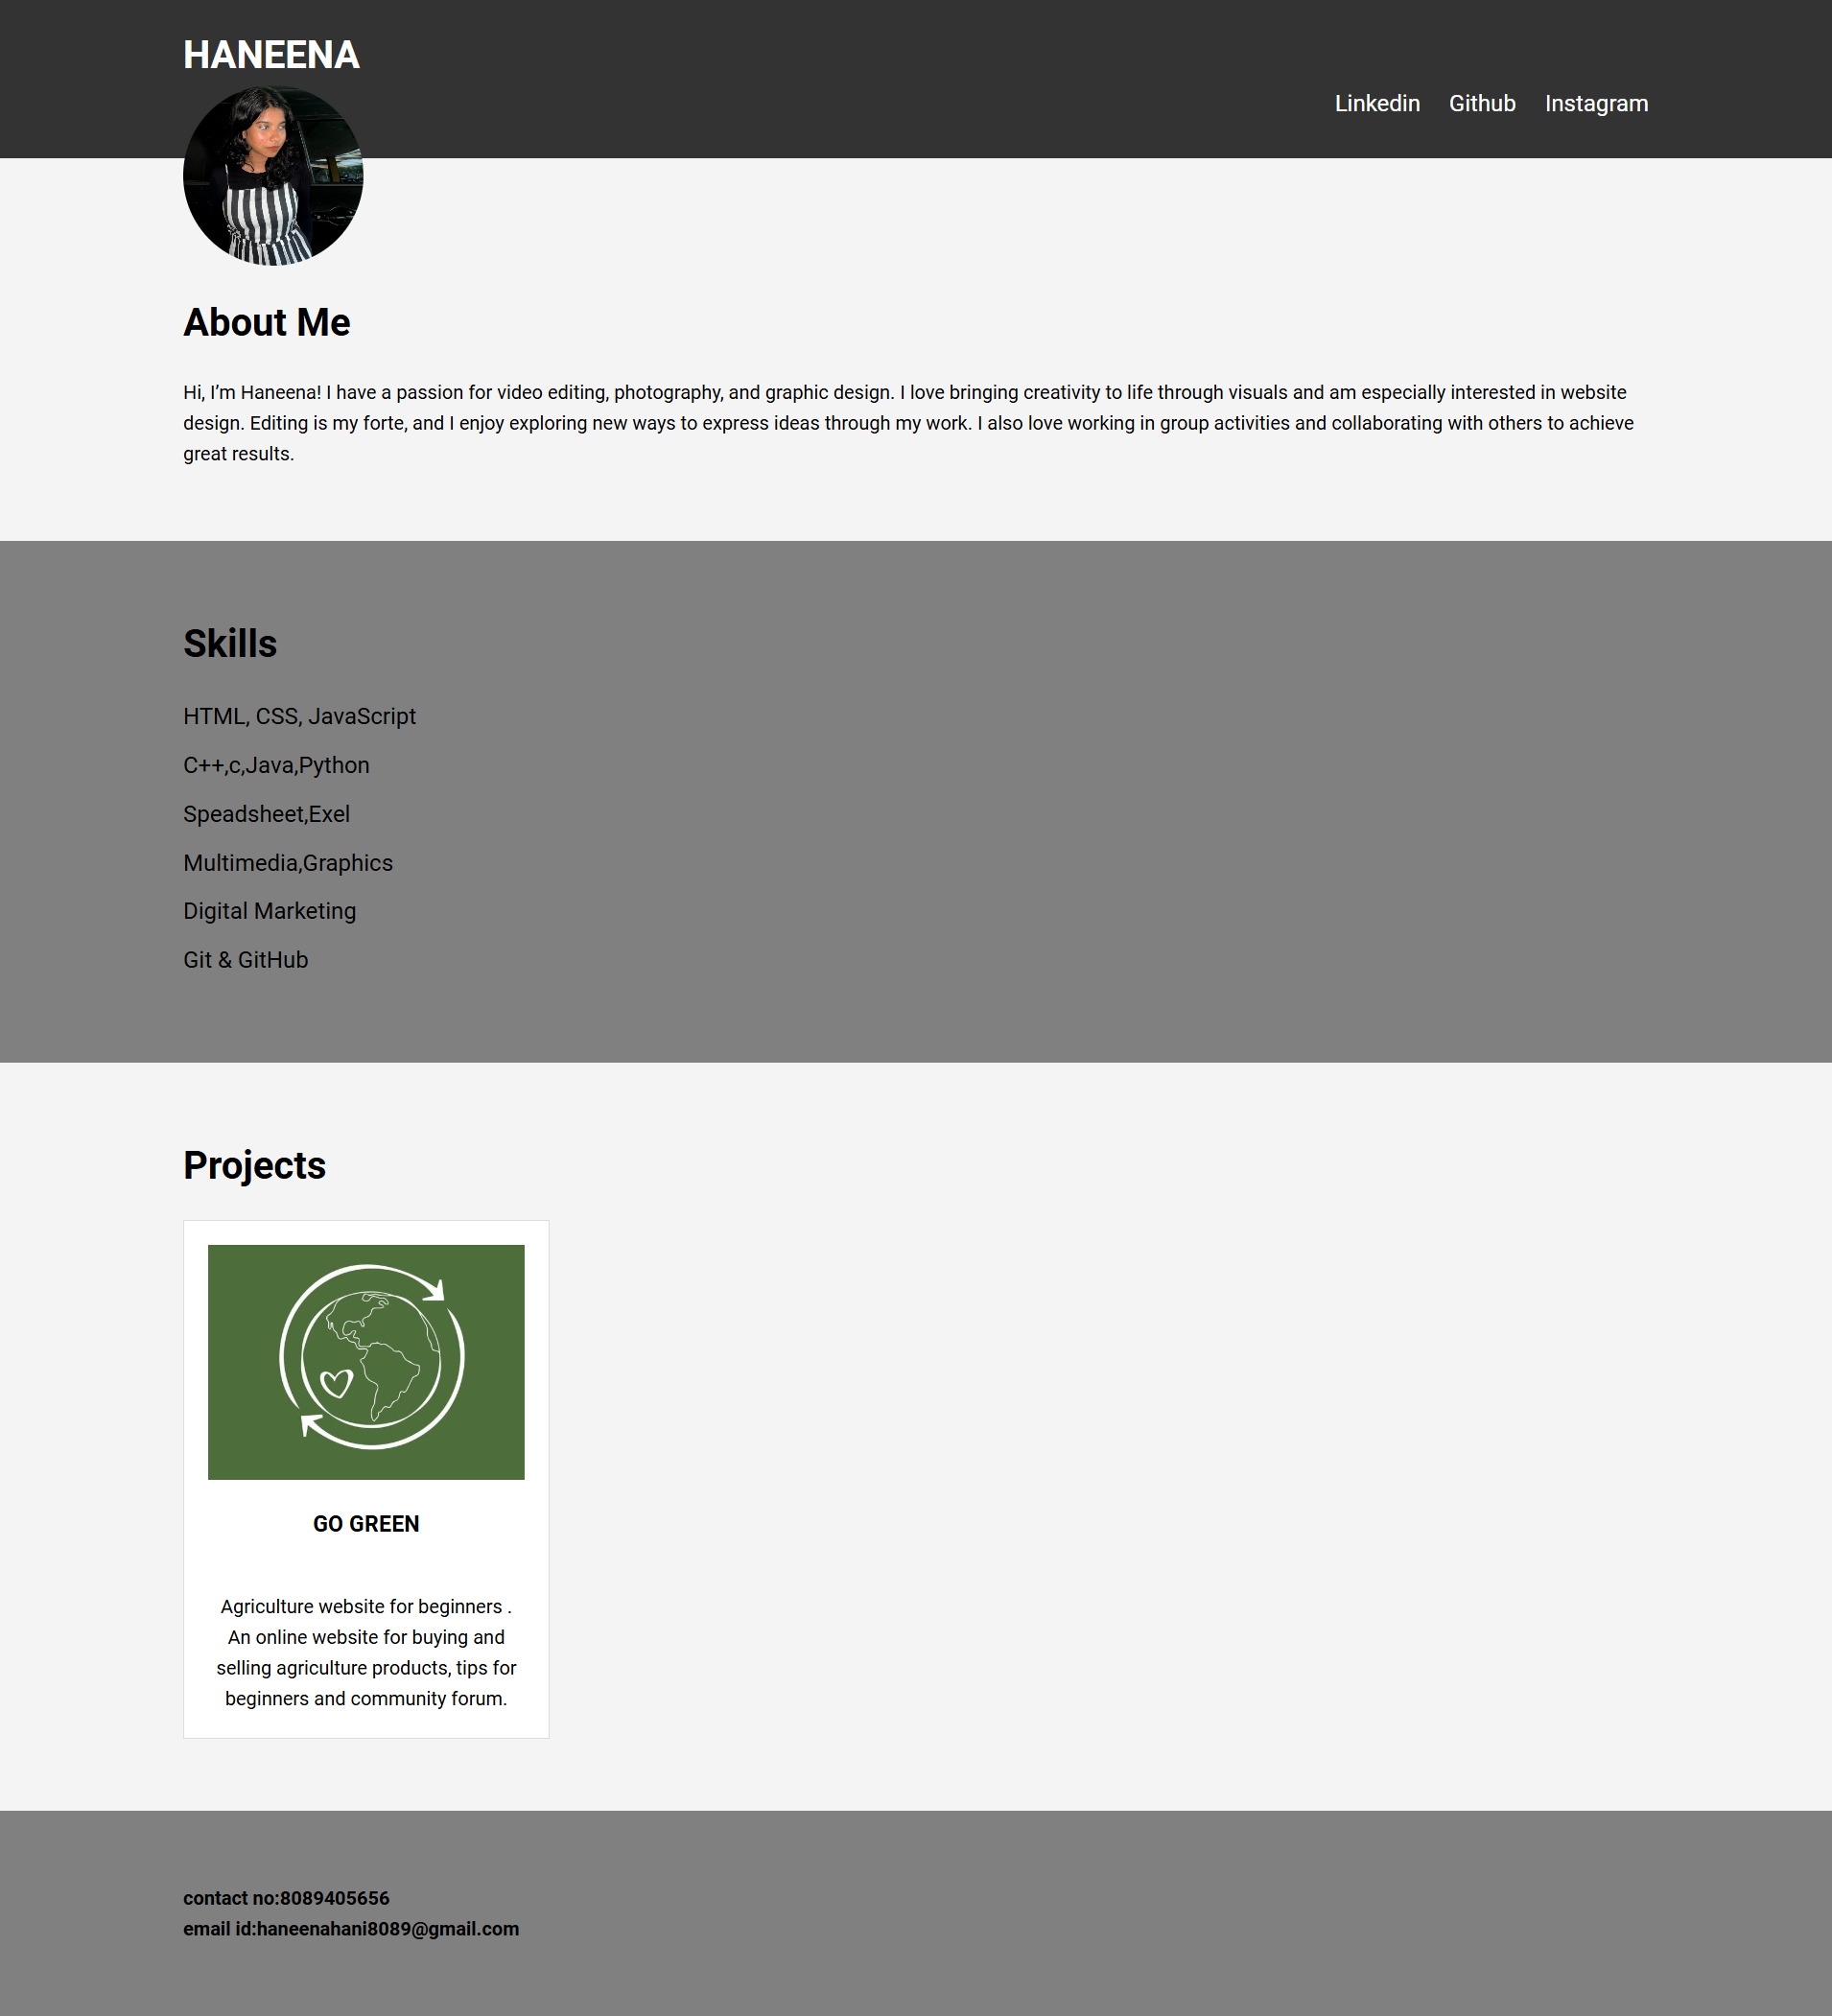 HANEENA
Linkedin Github Instagram
About Me
Hi, I’m Haneena! I have a passion for video editing, photography, and graphic design. I love bringing creativity to life through visuals and am especially interested in website
design. Editing is my forte, and I enjoy exploring new ways to express ideas through my work. I also love working in group activities and collaborating with others to achieve
great results.
Skills
HTML, CSS, JavaScript
C++,c,Java,Python
Speadsheet,Exel
Multimedia,Graphics
Digital Marketing
Git & GitHub
Projects
GO GREEN
Agriculture website for beginners .
An online website for buying and
selling agriculture products, tips for
beginners and community forum.
contact no:8089405656
email id:haneenahani8089@gmail.com